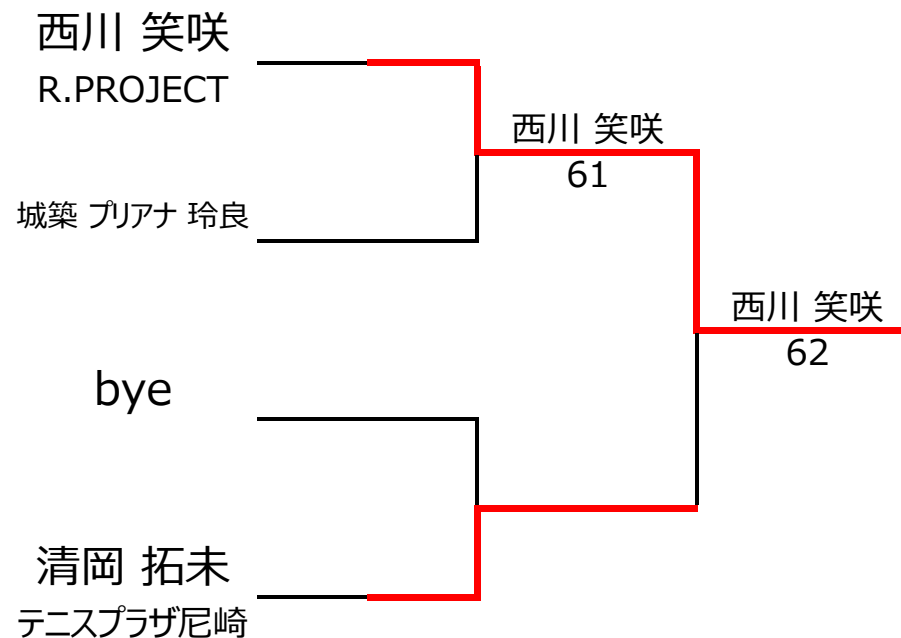 西川 笑咲
R.PROJECT
西川 笑咲
61
城築 プリアナ 玲良
西川 笑咲
62
bye
清岡 拓未
テニスプラザ尼崎